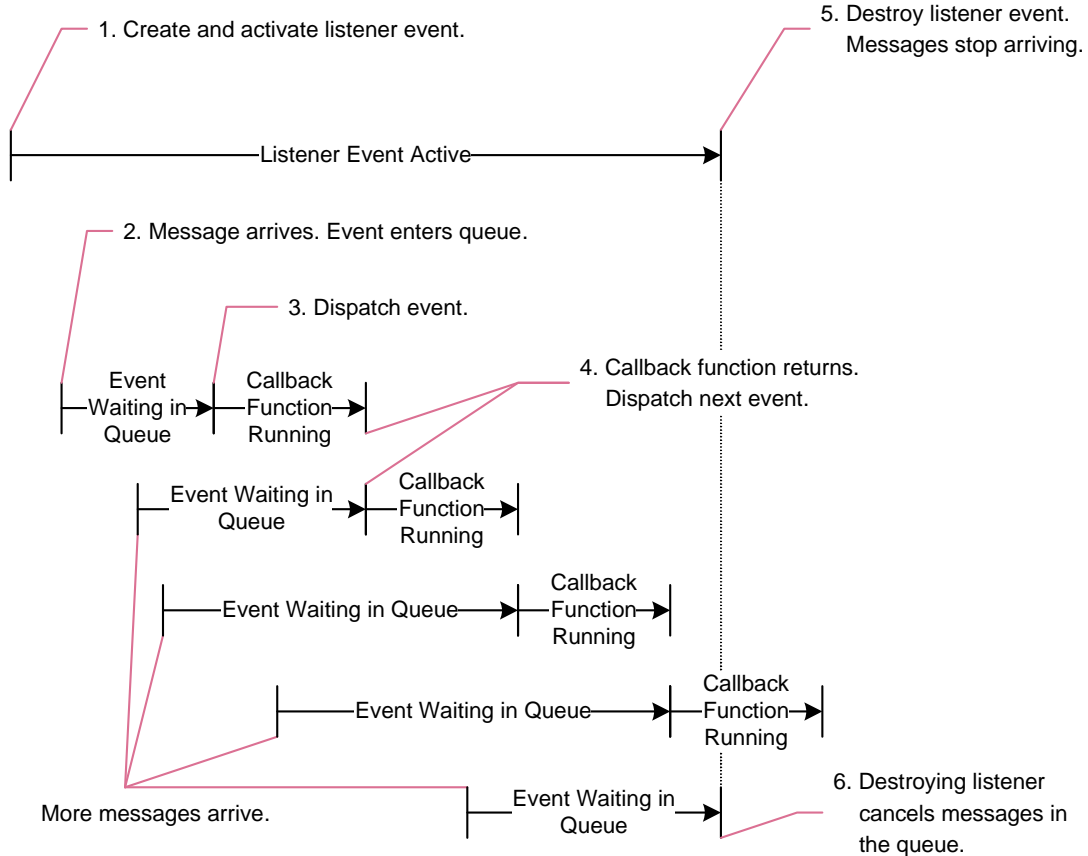 1. Create and activate listener event.
5. Destroy listener event.
Messages stop arriving.
Listener Event Active
2. Message arrives. Event enters queue.
3. Dispatch event.
4. Callback function returns.
Dispatch next event.
Event
Waiting in
Queue
Callback
Function
Running
Event Waiting in
Queue
Callback
Function
Running
Event Waiting in Queue
Callback
Function
Running
Event Waiting in Queue
Callback
Function
Running
More messages arrive.
Event Waiting in
Queue
6. Destroying listener
cancels messages in
the queue.